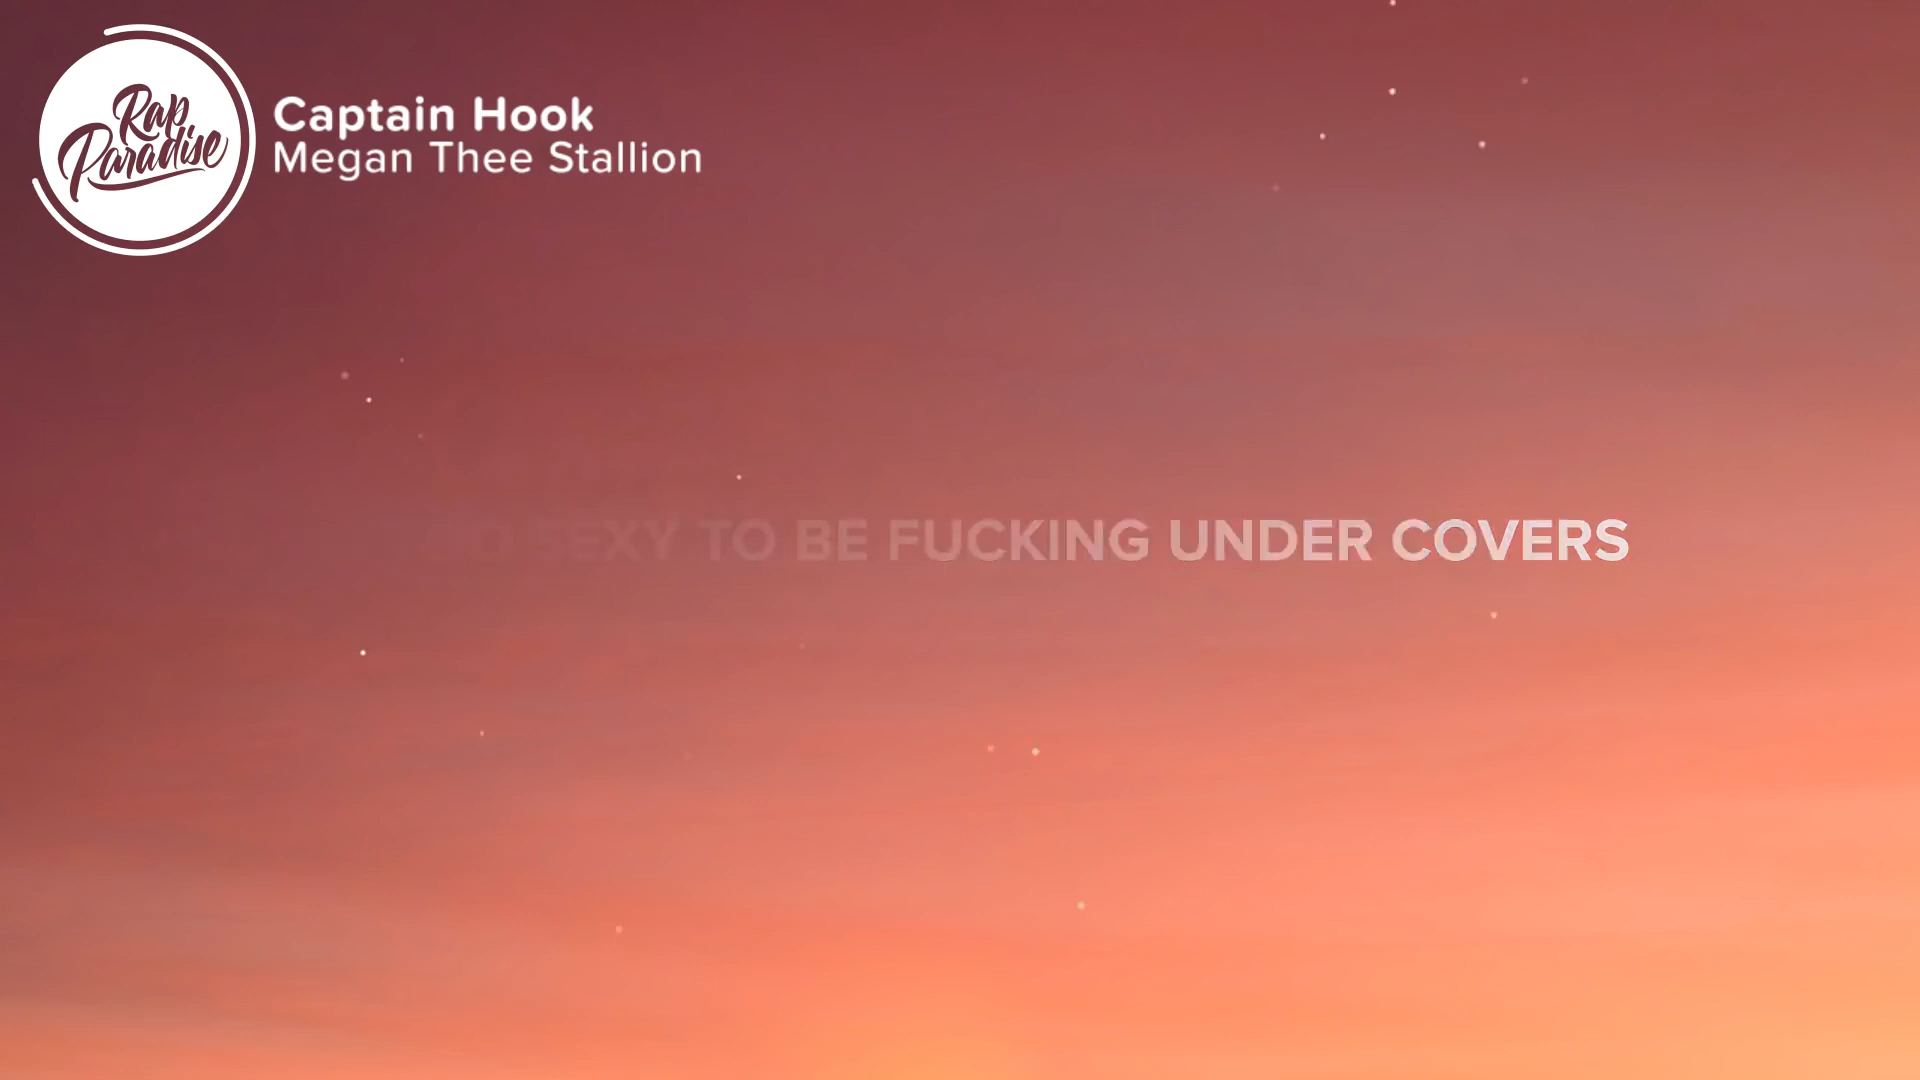 Rap
Paradise
Captain Hook
Megan Thee Stallion
SEXY TO BE FUCKING UNDER COVERS